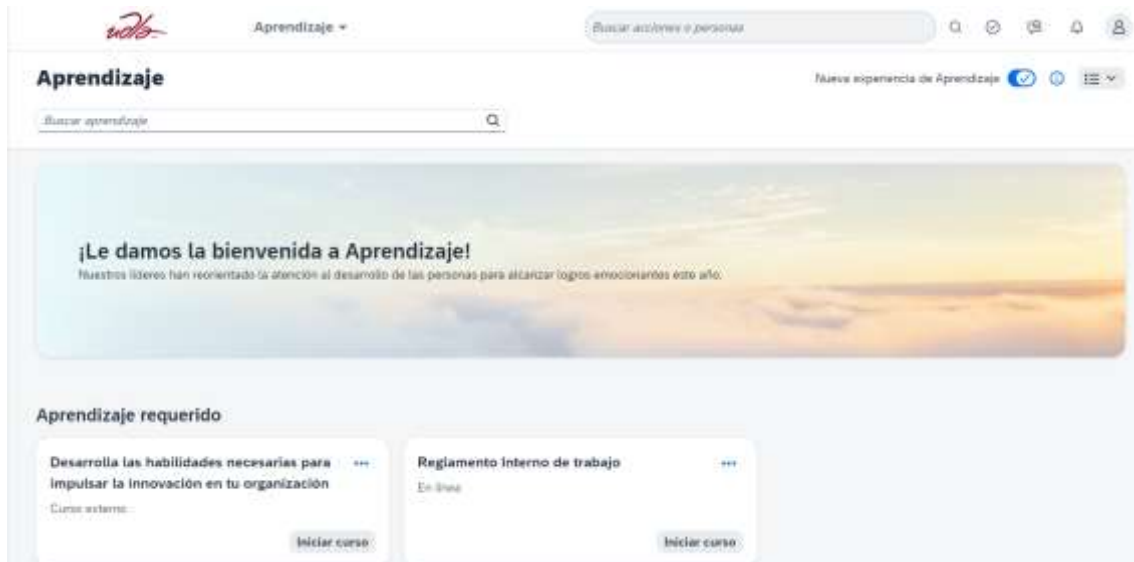 udla
Aprendizaje
Buscar acciones o personas
Aprendizaje
Nueva experiencia de Aprendizaje
Buscar aprendizaje
¡Le damos la bienvenida a Aprendizaje!
Nuestros líderes han reorientado la atención al desarrollo de las personas para alcanzar logros emocionantes este año.
Aprendizaje requerido
Desarrolla las habilidades necesarias para
impulsar la innovación en tu organización
Curso externo
Iniciar curso
Reglamento Interno de trabajo
En línea
Iniciar curso